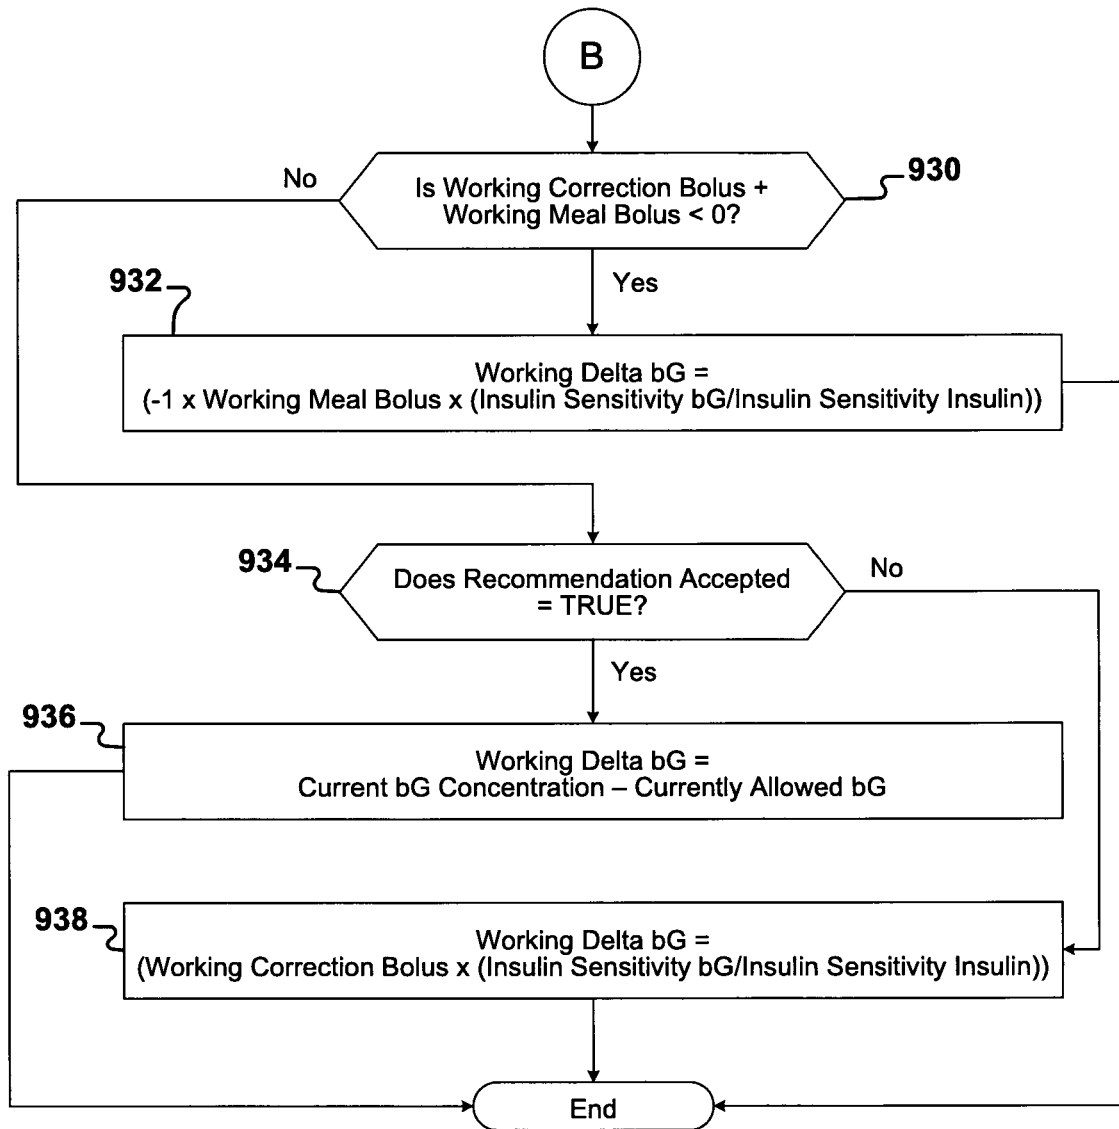 B
No
Is Working Correction Bolus +
Working Meal Bolus < 0?
930
Yes
932
Working Delta bG =
(-1 x Working Meal Bolus x (Insulin Sensitivity bG/Insulin Sensitivity Insulin))
934
Does Recommendation Accepted
= TRUE?
No
Yes
936
Working Delta bG =
Current bG Concentration – Currently Allowed bG
938
Working Delta bG =
(Working Correction Bolus x (Insulin Sensitivity bG/Insulin Sensitivity Insulin))
End